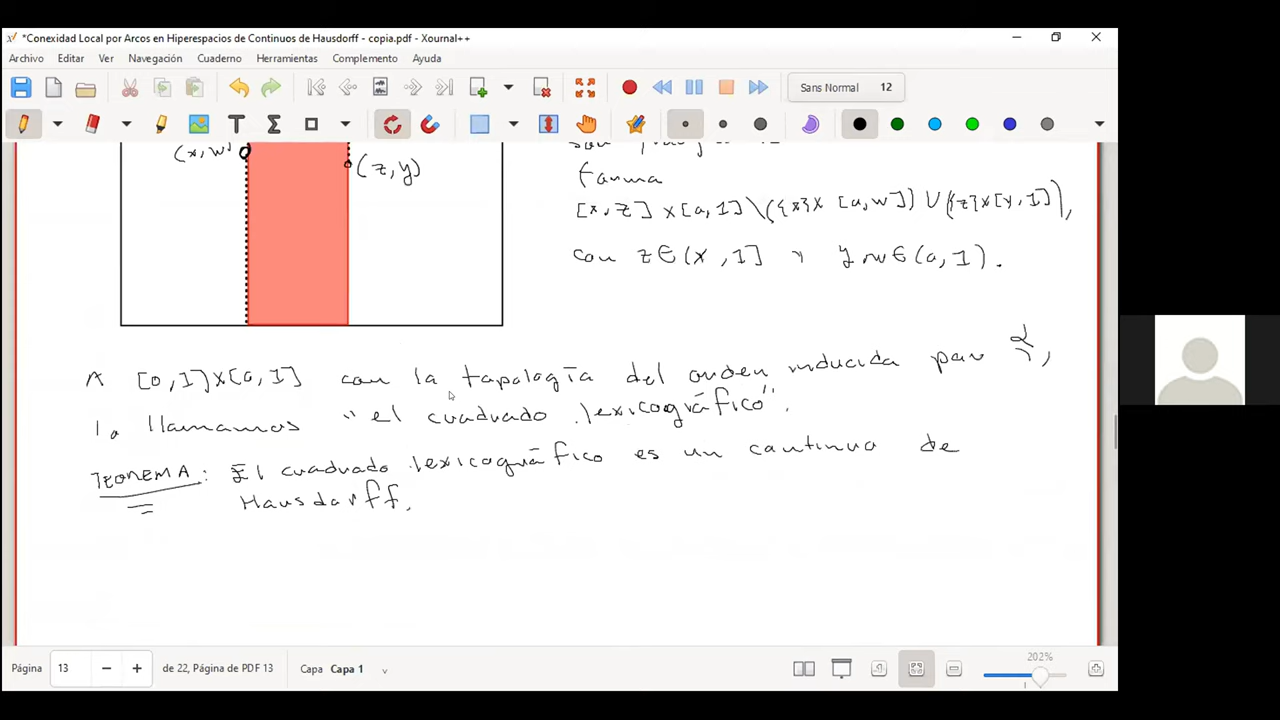 *Conexidad Local por Arcos en Hiperespacios de Continuos de Hausdorff - copia.pdf - Xournal++
Archivo Editar Ver Navegación Cuaderno Herramientas Complemento Ayuda
Sans Normal 12
(x,w) (z,y)
forma
[x,z] x [0,1] \ ({x} x [0,w]) ∪ ({z} x [y,1]),
con z ∈ (x,1] y y,w ∈ (0,1).
A [0,1]x[0,1] con la topología del orden inducida por ≾,
lo llamamos "el cuadrado lexicográfico".
TEOREMA: El cuadrado lexicográfico es un continuo de
Hausdorff.
Página 13 de 22, Página de PDF 13 Capa Capa 1 202%